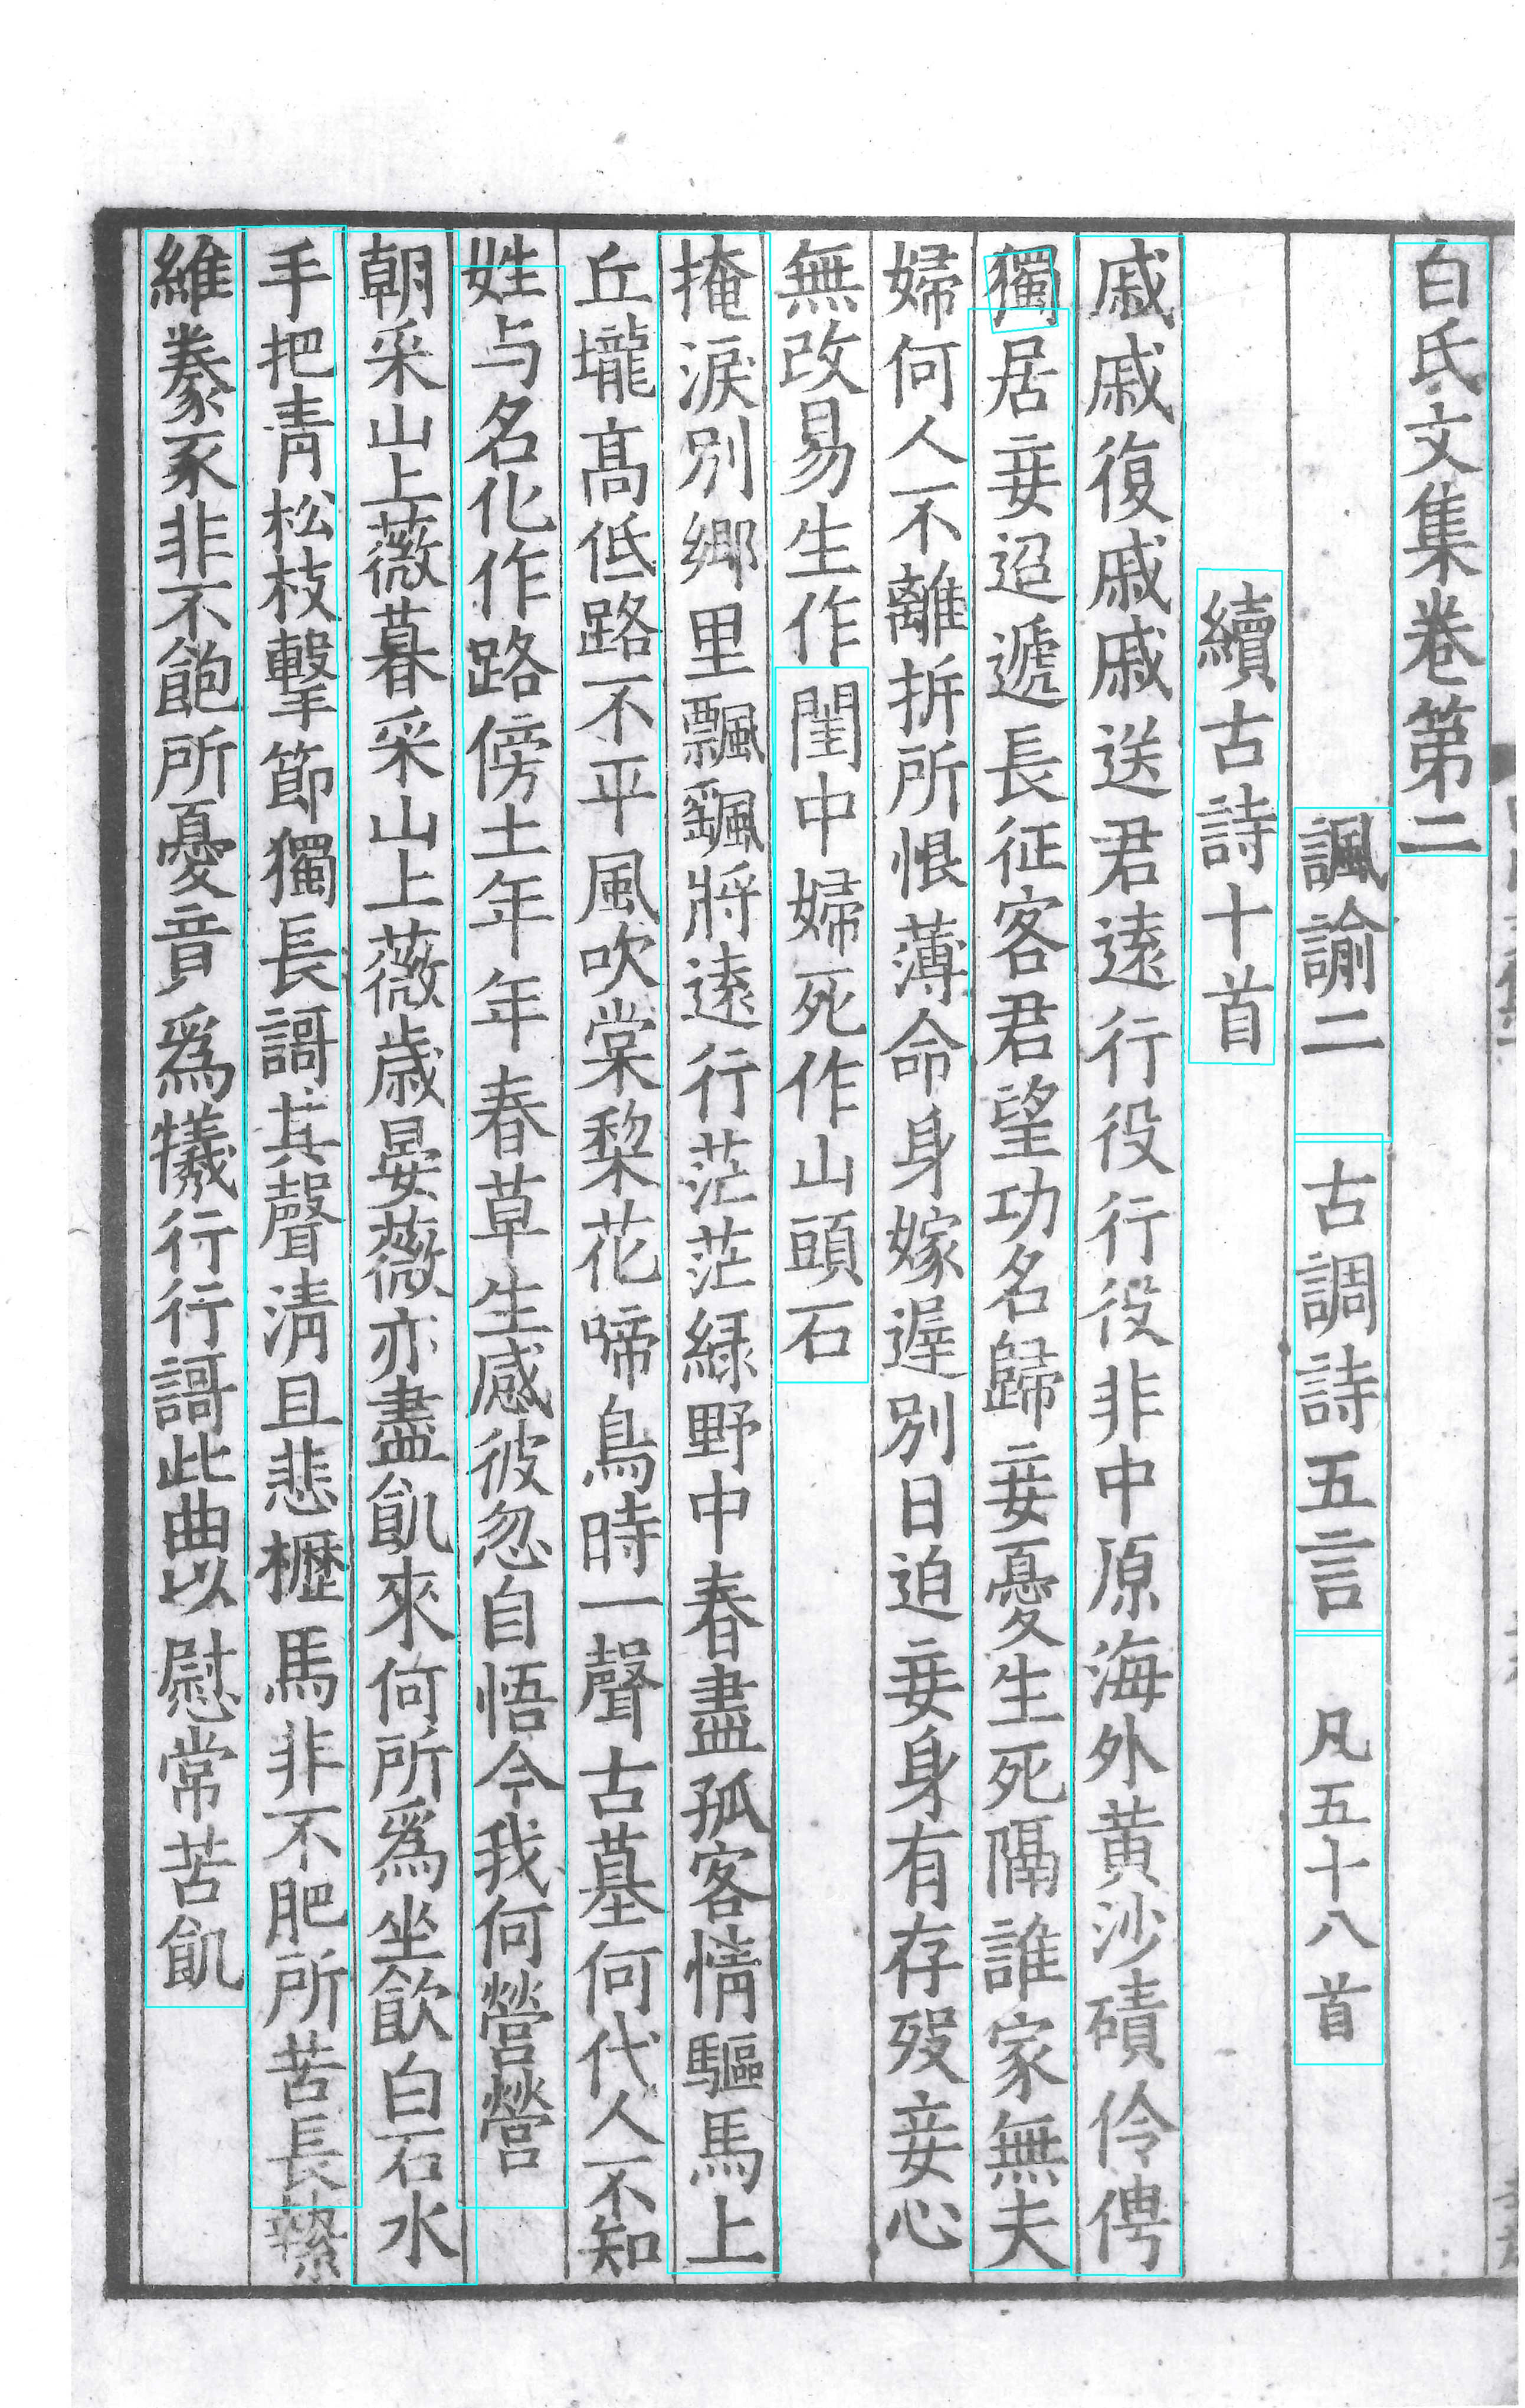 白氏文集卷第二
諷諭二 古調詩五言 凡五十八首
續古詩十首
戚戚復戚戚送君遠行役行役非中原海外黃沙磧伶俜
獨居妾迢遞長征客君望功名歸妾憂生死隔誰家無夫
婦何人不離拆所恨薄命身嫁遲別日迫妾身有存歿妾心
無改易生作閨中婦死作山頭石
掩淚別鄉里飄颻將遠行茫茫綠野中春盡孤客情驅馬上
丘壠高低路不平風吹棠棃花啼鳥時一聲古墓何代人不知
姓与名化作路傍土年年春草生感彼忽自悟今我何營營
朝采山上薇暮采山上薇歲晏薇亦盡飢來何所爲坐飲白石水
手把青松枝擊節獨長謌其聲清且悲櫪馬非不肥所苦長縶
維豢豕非不飽所憂竟爲犧行行謌此曲以慰常苦飢